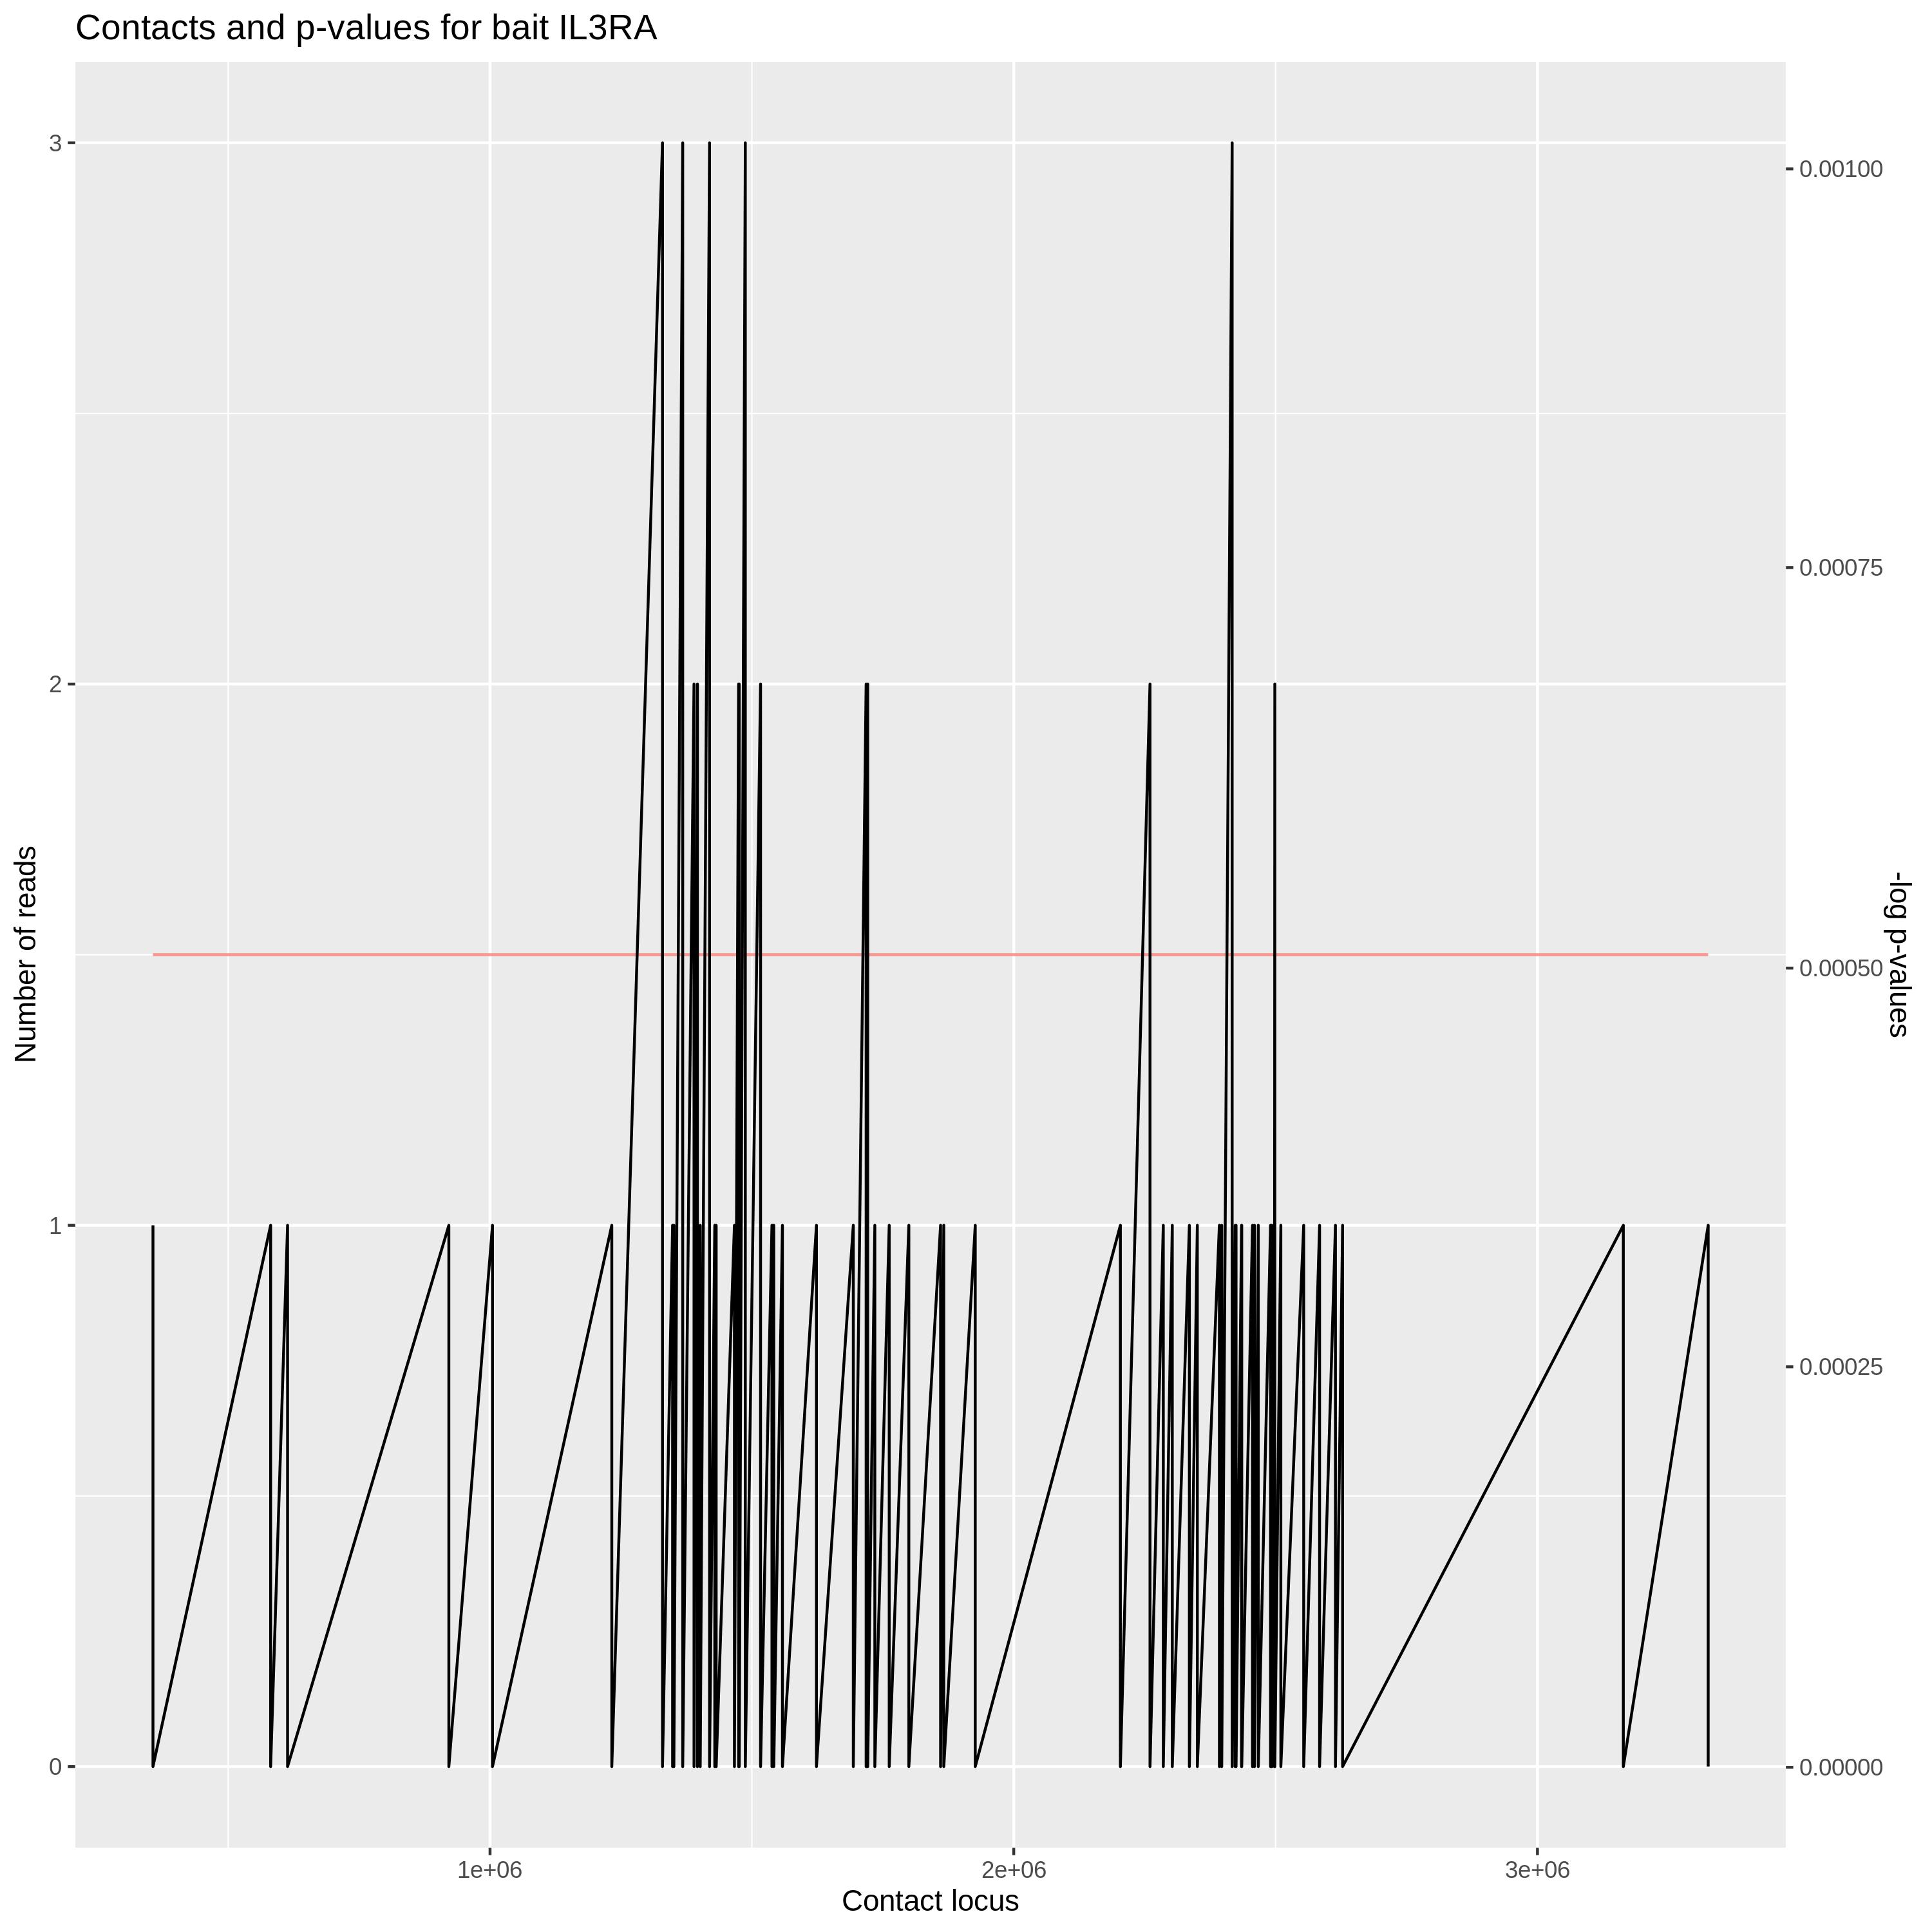 Contacts and p-values for bait IL3RA
3
2
1
0
Number of reads
0.00100
0.00075
0.00050
0.00025
0.00000
-log p-values
1e+06
2e+06
3e+06
Contact locus